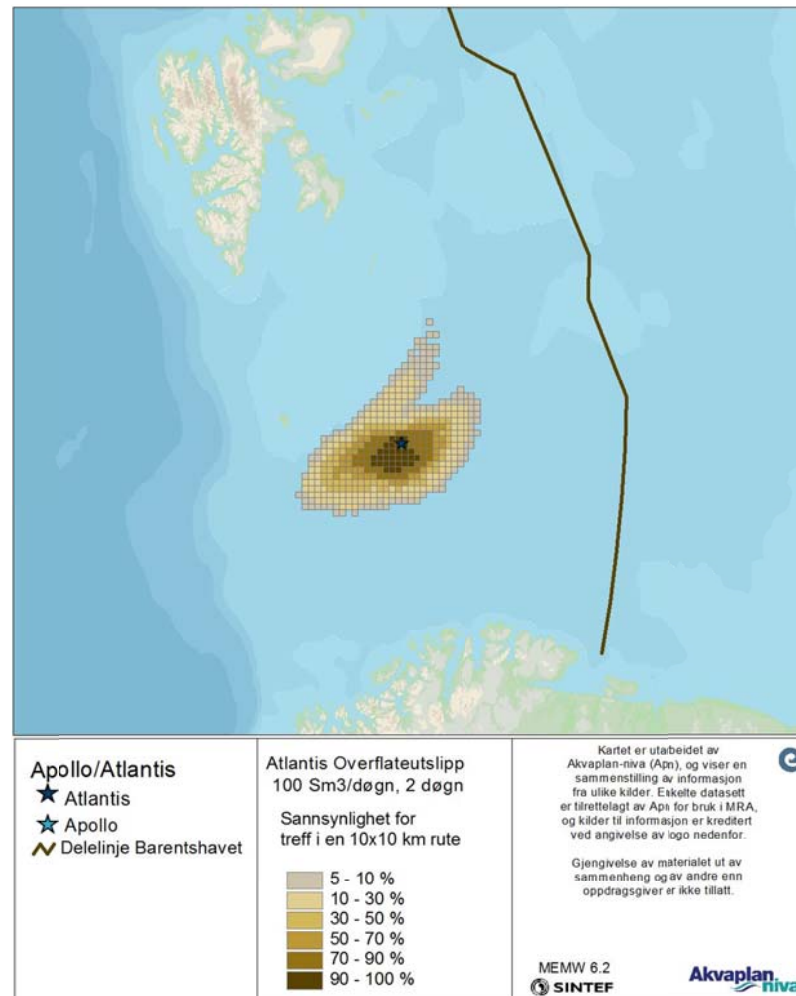 Apollo/Atlantis
Atlantis
Apollo
Delelinje Barentshavet
Atlantis Overflateutslipp
100 Sm3/døgn, 2 døgn
Sannsynlighet for
treff i en 10x10 km rute
5 - 10 %
10 - 30 %
30 - 50 %
50 - 70 %
70 - 90 %
90 - 100 %
Kartet er utarbeidet av
Akvaplan-niva (Apn), og viser en
sammenstilling av informasjon
fra ulike kilder. Enkelte datasett
er tilrettelagt av Apn for bruk i MRA,
og kilder til informasjon er kreditert
ved angivelse av logo nedenfor.
Gjengivelse av materialet ut av
sammenheng og av andre enn
oppdragsgiver er ikke tillatt.
MEMW 6.2
SINTEF
Akvaplan
niva